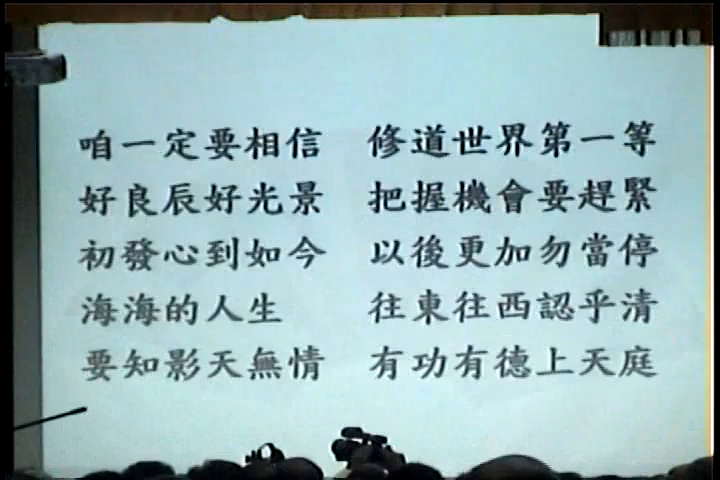 咱一定要相信 修道世界第一等
好良辰好光景 把握機會要趕緊
初發心到如今 以後更加勿當停
海海的人生 往東往西認乎清
要知影天無情 有功有德上天庭